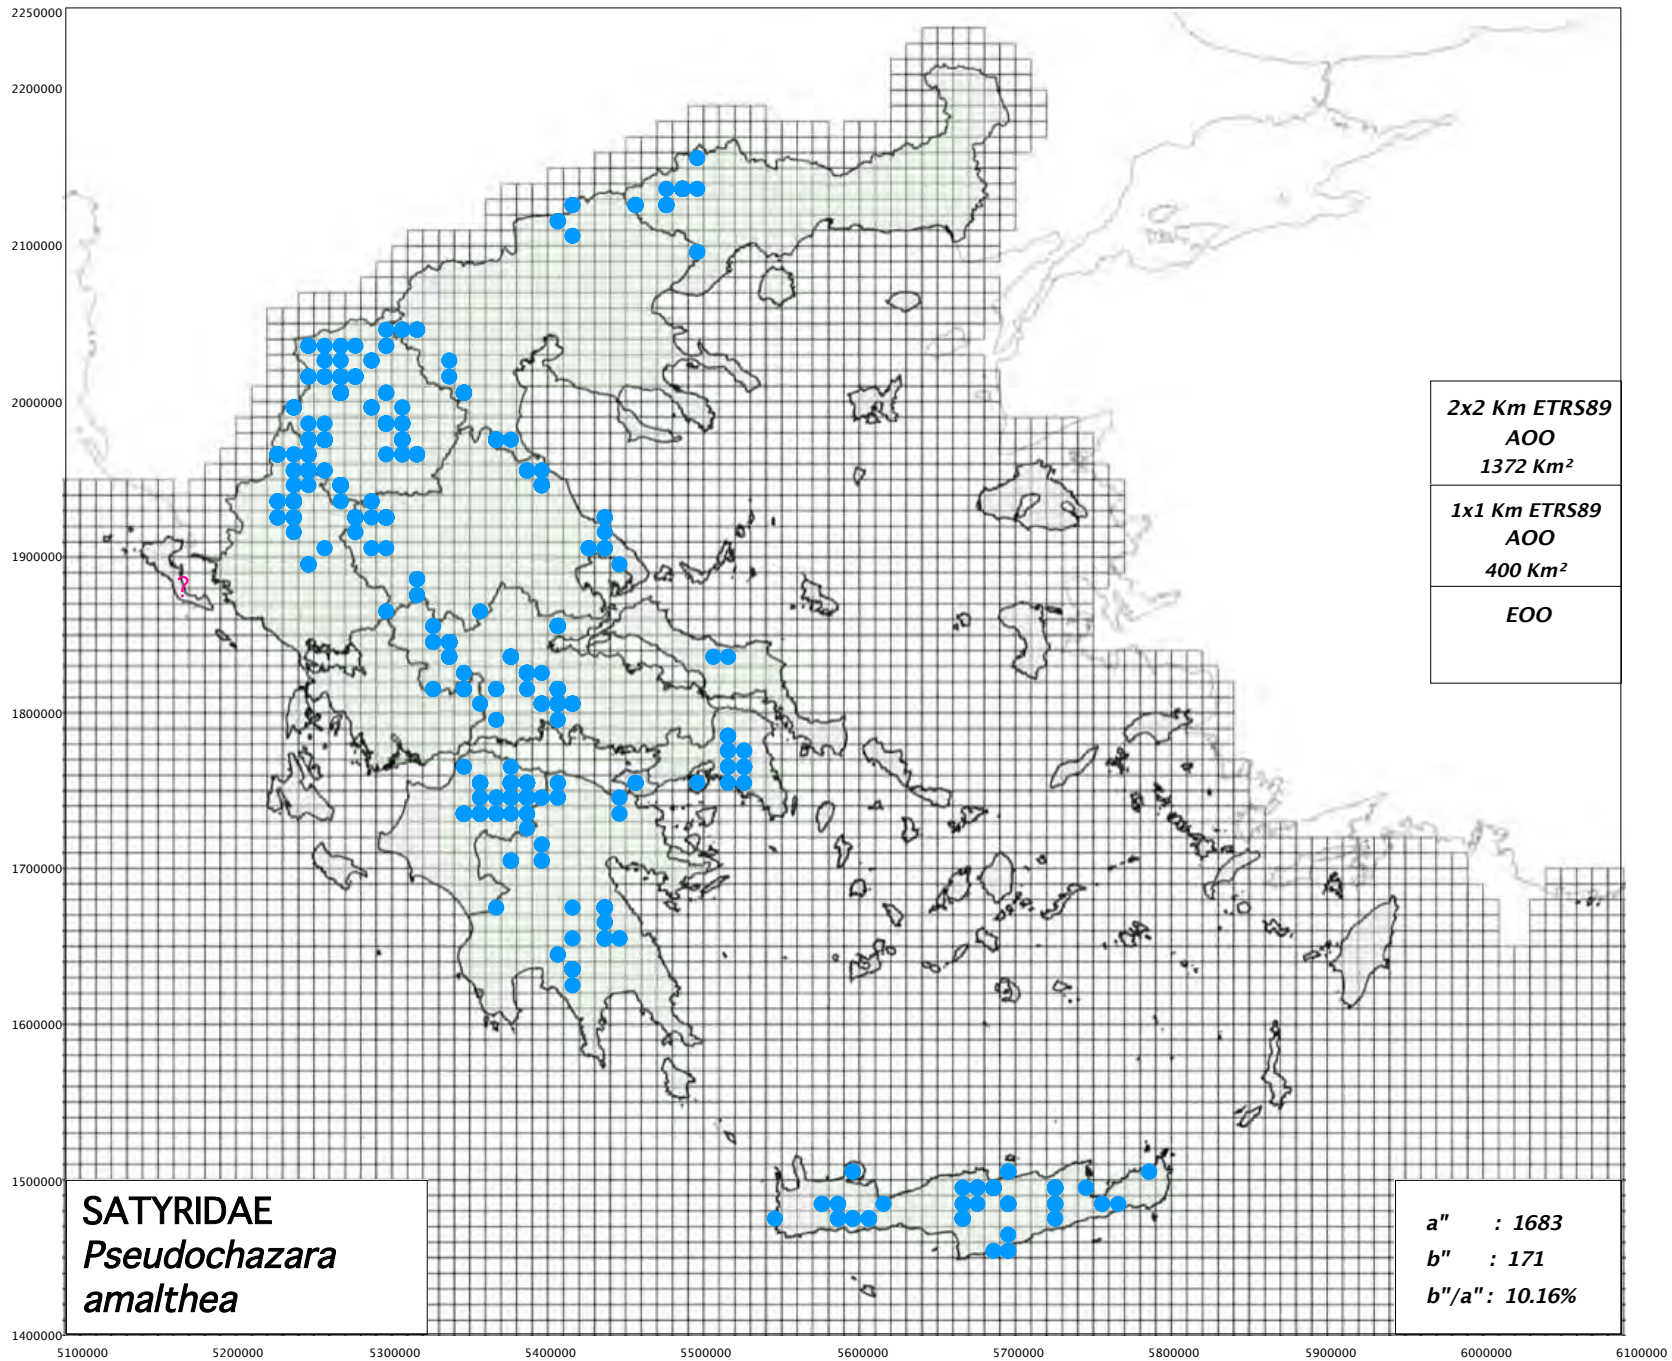 2250000
2200000
2100000
2000000
1900000
1800000
1700000
1600000
1500000
1400000
?
2x2 Km ETRS89
AOO
1372 Km²
1x1 Km ETRS89
AOO
400 Km²
EOO
SATYRIDAE
Pseudochazara
amalthea
a" : 1683
b" : 171
b"/a" : 10.16%
5100000 5200000 5300000 5400000 5500000 5600000 5700000 5800000 5900000 6000000 6100000